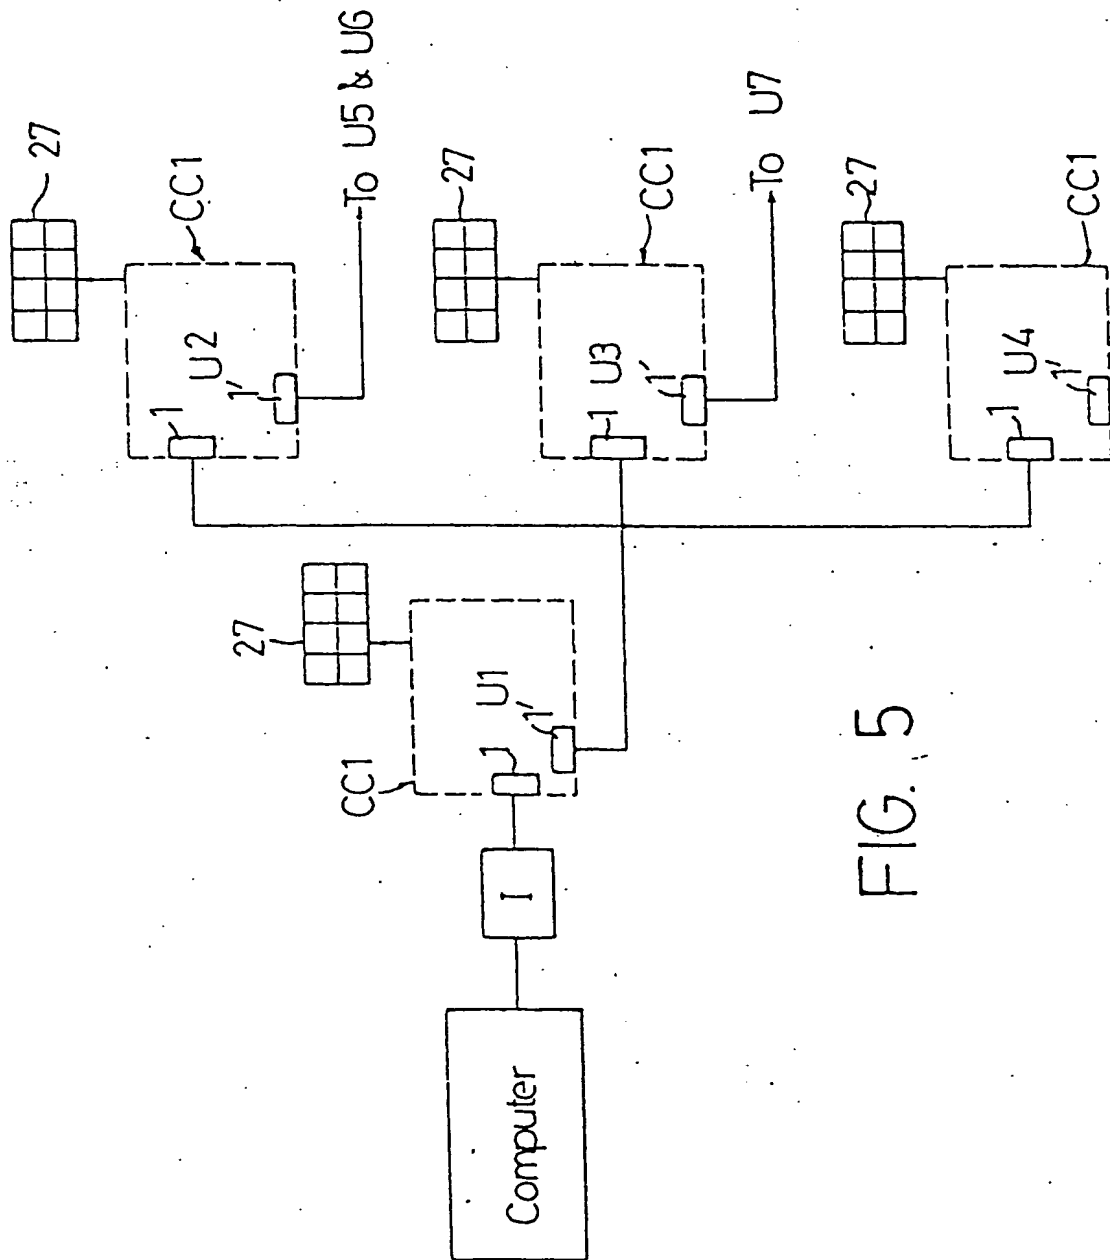 27
CC1
U2
1
1'
To U5 & U6
27
CC1
U3
1
1'
To U7
27
CC1
U4
1
1'
27
CC1
U1
1
1'
I
Computer
FIG. 5